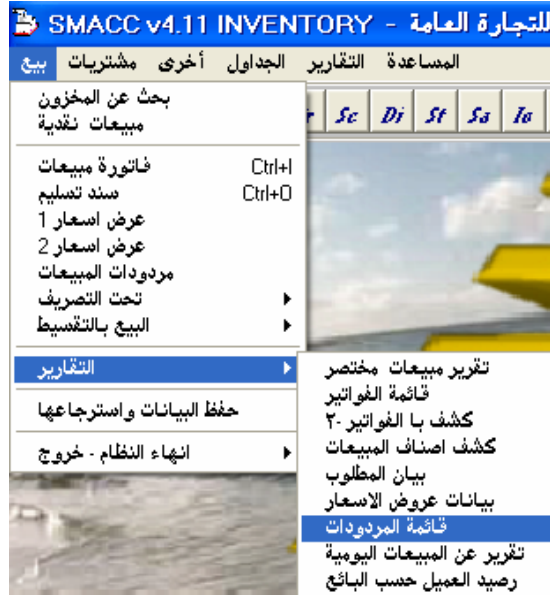 SMACC v4.11 INVENTORY - للتجارة العامة
بيع مشتريات أخرى الجداول التقارير المساعدة
Sc Di St Sa
بحث عن المخزون
مبيعات نقدية
فاتورة مبيعات Ctrl+I
سند تسليم Ctrl+O
عرض اسعار 1
عرض اسعار 2
مردودات المبيعات
تحت التصريف
البيع بالتقسيط
التقارير
حفظ البيانات واسترجاعها
انهاء النظام - خروج
تقرير مبيعات مختصر
قائمة الفواتير
كشف با الفواتير -٢
كشف اصناف المبيعات
بيان المطلوب
بيانات عروض الاسعار
قائمة المردودات
تقرير عن المبيعات اليومية
رصيد العميل حسب البائع